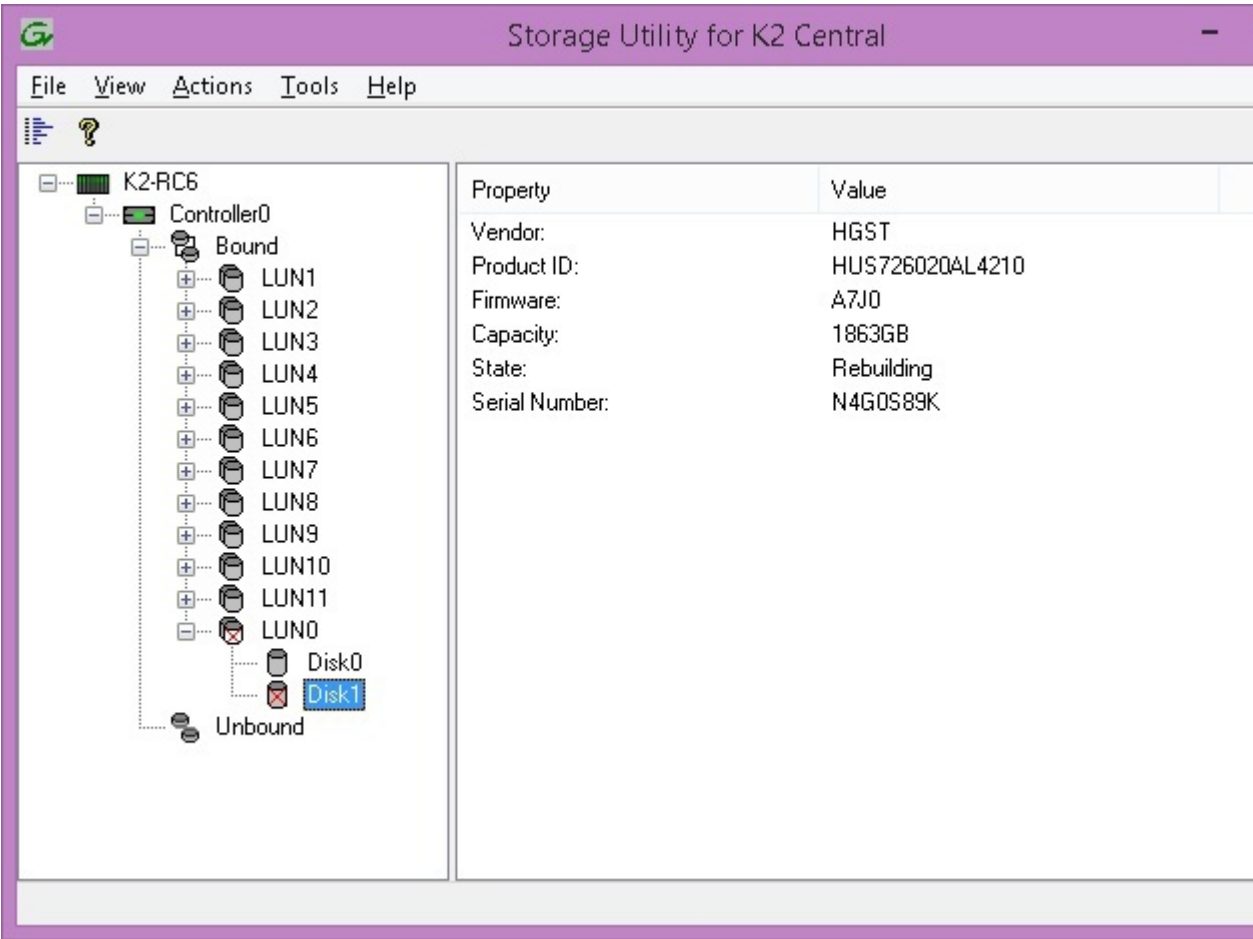 Storage Utility for K2 Central
File View Actions Tools Help
K2-RC6
Controller0
Bound
LUN1
LUN2
LUN3
LUN4
LUN5
LUN6
LUN7
LUN8
LUN9
LUN10
LUN11
LUN0
Disk0
Disk1
Unbound
Property Value
Vendor: HGST
Product ID: HUS726020AL4210
Firmware: A7J0
Capacity: 1863GB
State: Rebuilding
Serial Number: N4G0S89K